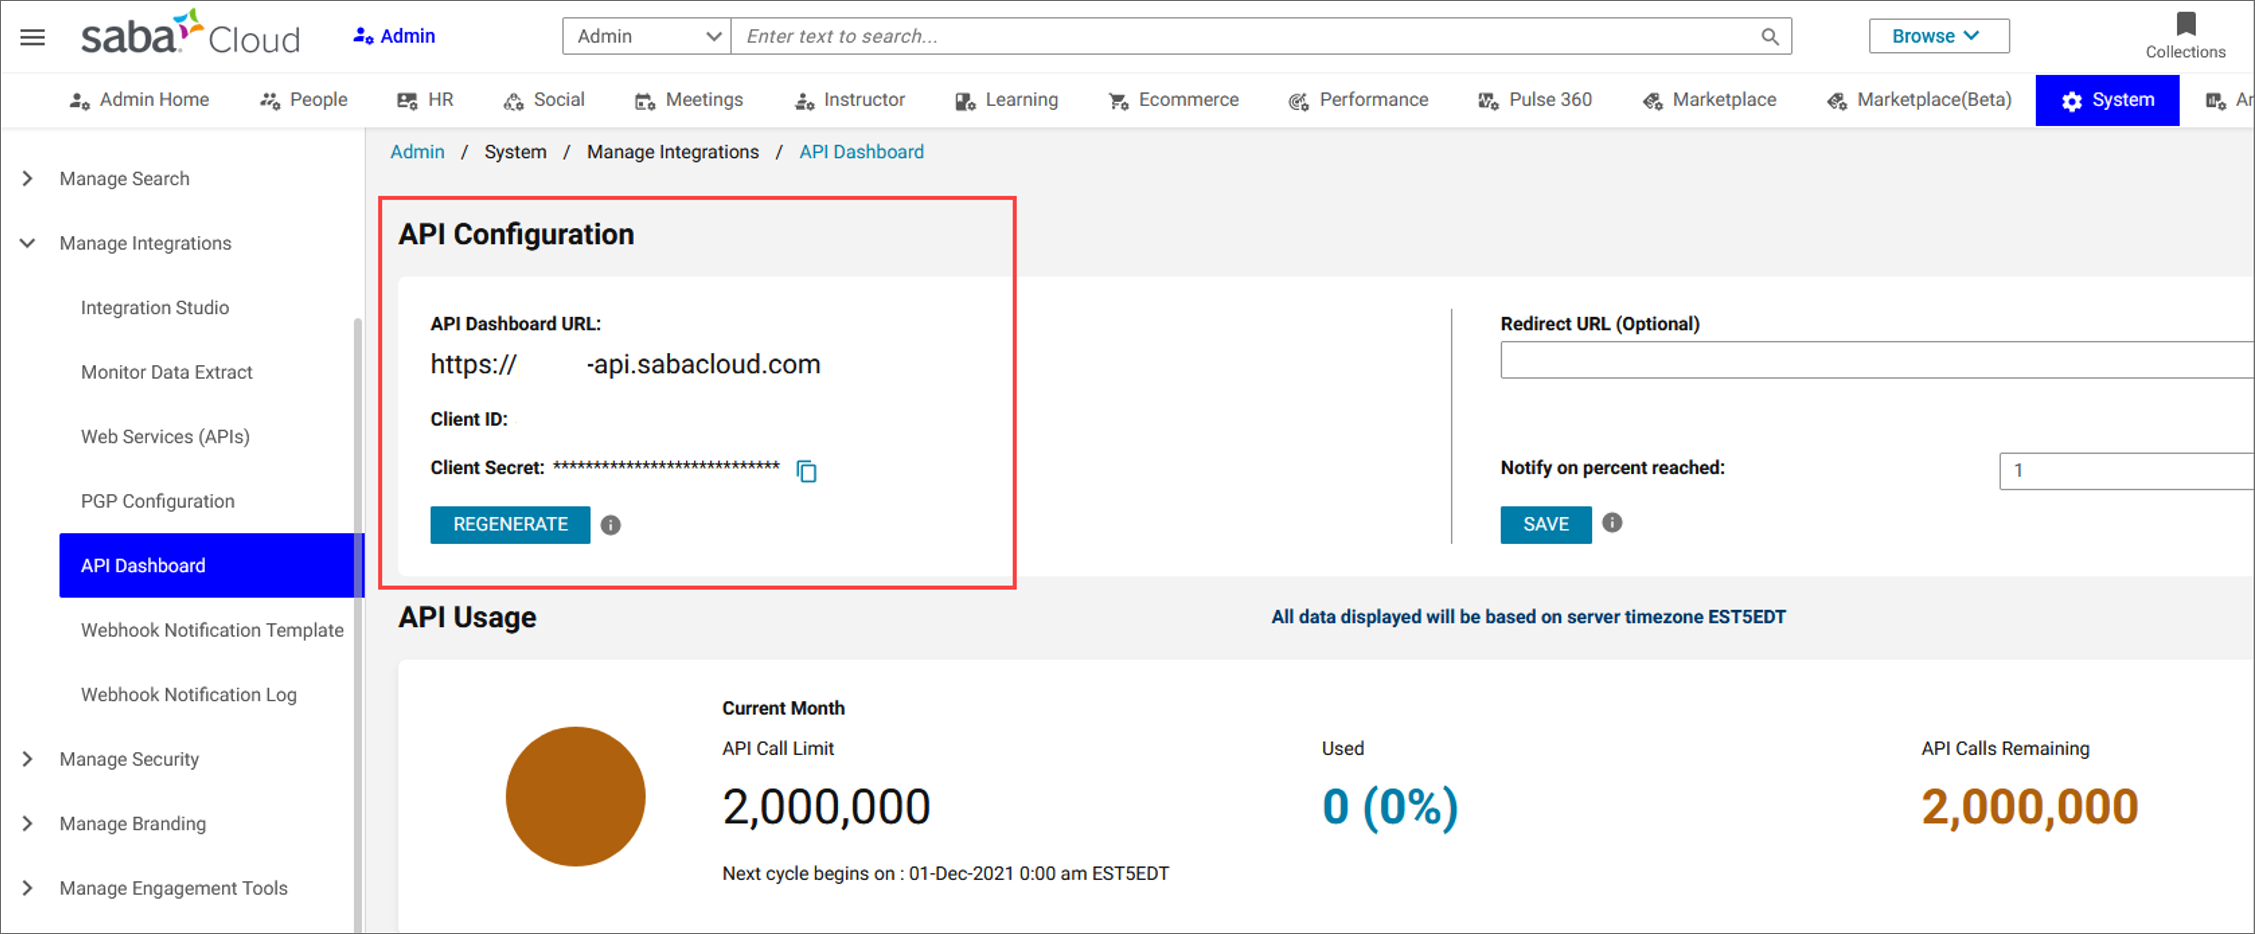 saba Cloud Admin Admin Enter text to search... Browse Collections
Admin Home People HR Social Meetings Instructor Learning Ecommerce Performance Pulse 360 Marketplace Marketplace(Beta) System
Admin / System / Manage Integrations / API Dashboard
Manage Search
Manage Integrations
Integration Studio
Monitor Data Extract
Web Services (APIs)
PGP Configuration
API Dashboard
Webhook Notification Template
Webhook Notification Log
Manage Security
Manage Branding
Manage Engagement Tools
API Configuration
API Dashboard URL:
https:// -api.sabacloud.com
Client ID:
Client Secret: ****************************
REGENERATE
Redirect URL (Optional)
Notify on percent reached: 1
SAVE
API Usage
All data displayed will be based on server timezone EST5EDT
Current Month
API Call Limit Used API Calls Remaining
2,000,000 0 (0%) 2,000,000
Next cycle begins on : 01-Dec-2021 0:00 am EST5EDT